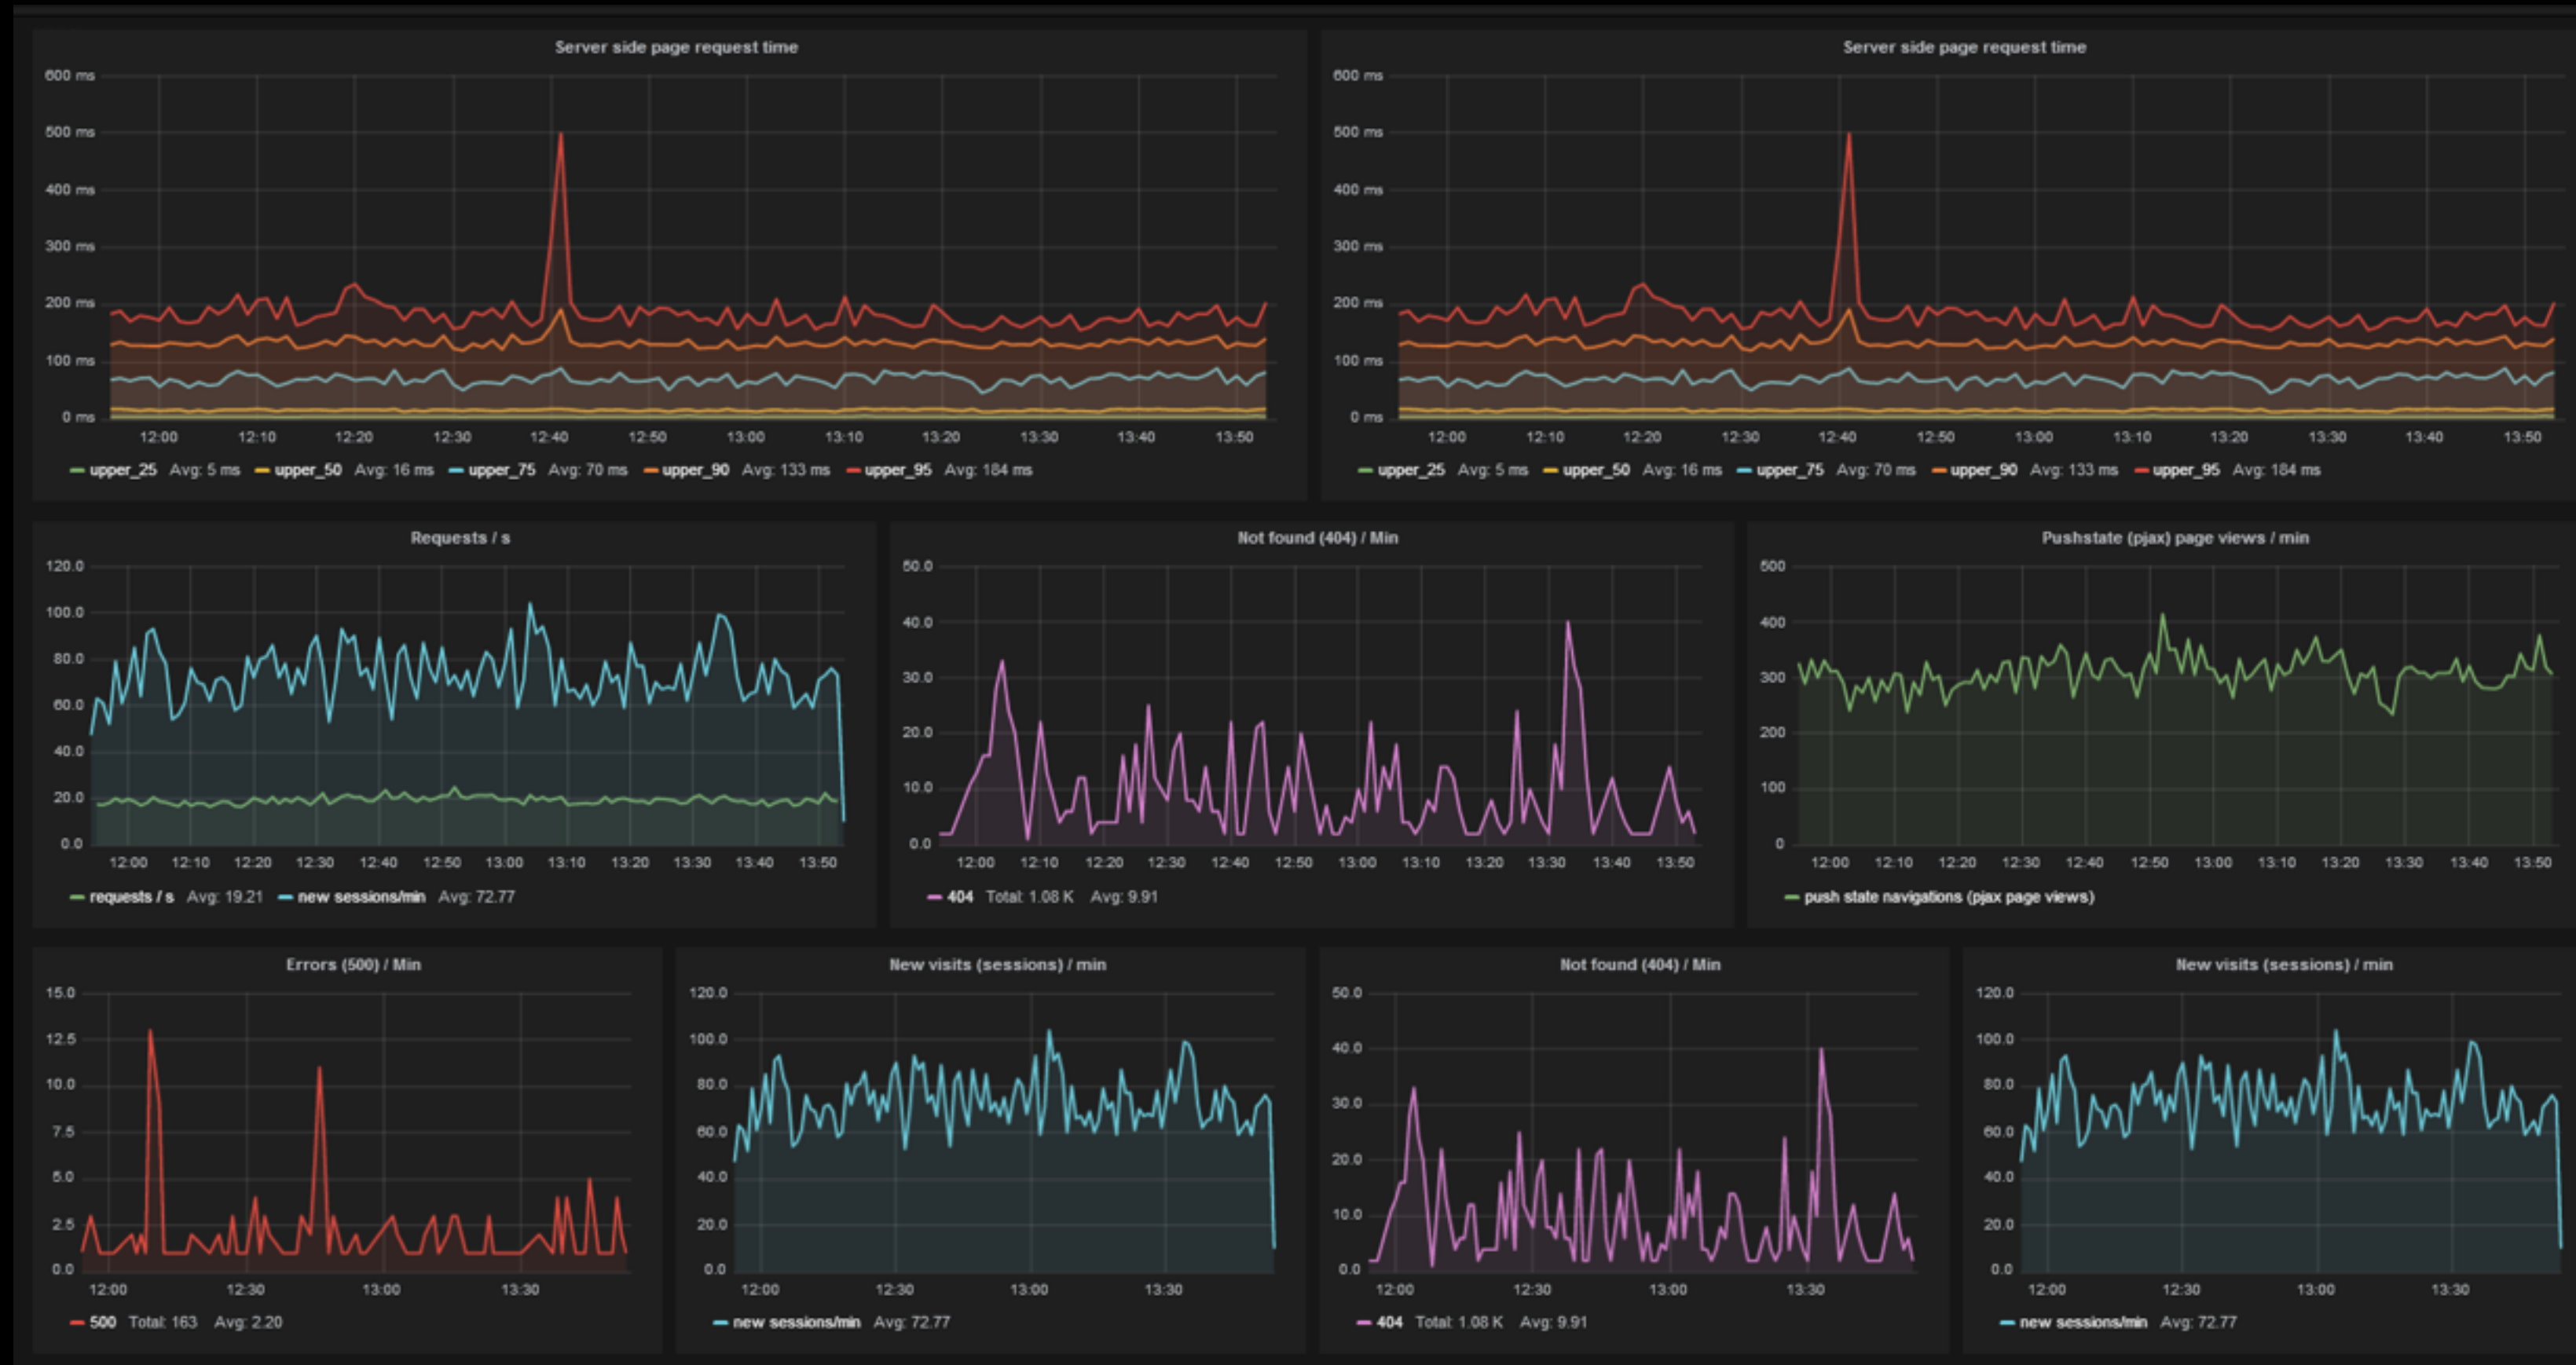 Server side page request time
600 ms
500 ms
400 ms
300 ms
200 ms
100 ms
0 ms
12:00 12:10 12:20 12:30 12:40 12:50 13:00 13:10 13:20 13:30 13:40 13:50
upper_25 Avg: 5 ms upper_50 Avg: 16 ms upper_75 Avg: 70 ms upper_90 Avg: 133 ms upper_95 Avg: 184 ms
Server side page request time
600 ms
500 ms
400 ms
300 ms
200 ms
100 ms
0 ms
12:00 12:10 12:20 12:30 12:40 12:50 13:00 13:10 13:20 13:30 13:40 13:50
upper_25 Avg: 5 ms upper_50 Avg: 16 ms upper_75 Avg: 70 ms upper_90 Avg: 133 ms upper_95 Avg: 184 ms
Requests / s
120.0
100.0
80.0
60.0
40.0
20.0
0.0
12:00 12:10 12:20 12:30 12:40 12:50 13:00 13:10 13:20 13:30 13:40 13:50
requests / s Avg: 19.21 new sessions/min Avg: 72.77
Not found (404) / Min
50.0
40.0
30.0
20.0
10.0
0.0
12:00 12:10 12:20 12:30 12:40 12:50 13:00 13:10 13:20 13:30 13:40 13:50
404 Total: 1.08 K Avg: 9.91
Pushstate (pjax) page views / min
500
400
300
200
100
0
12:00 12:10 12:20 12:30 12:40 12:50 13:00 13:10 13:20 13:30 13:40 13:50
push state navigations (pjax page views)
Errors (500) / Min
15.0
12.5
10.0
7.5
5.0
2.5
0.0
12:00 12:30 13:00 13:30
500 Total: 163 Avg: 2.20
New visits (sessions) / min
120.0
100.0
80.0
60.0
40.0
20.0
0.0
12:00 12:30 13:00 13:30
new sessions/min Avg: 72.77
Not found (404) / Min
50.0
40.0
30.0
20.0
10.0
0.0
12:00 12:30 13:00 13:30
404 Total: 1.08 K Avg: 9.91
New visits (sessions) / min
120.0
100.0
80.0
60.0
40.0
20.0
0.0
12:00 12:30 13:00 13:30
new sessions/min Avg: 72.77